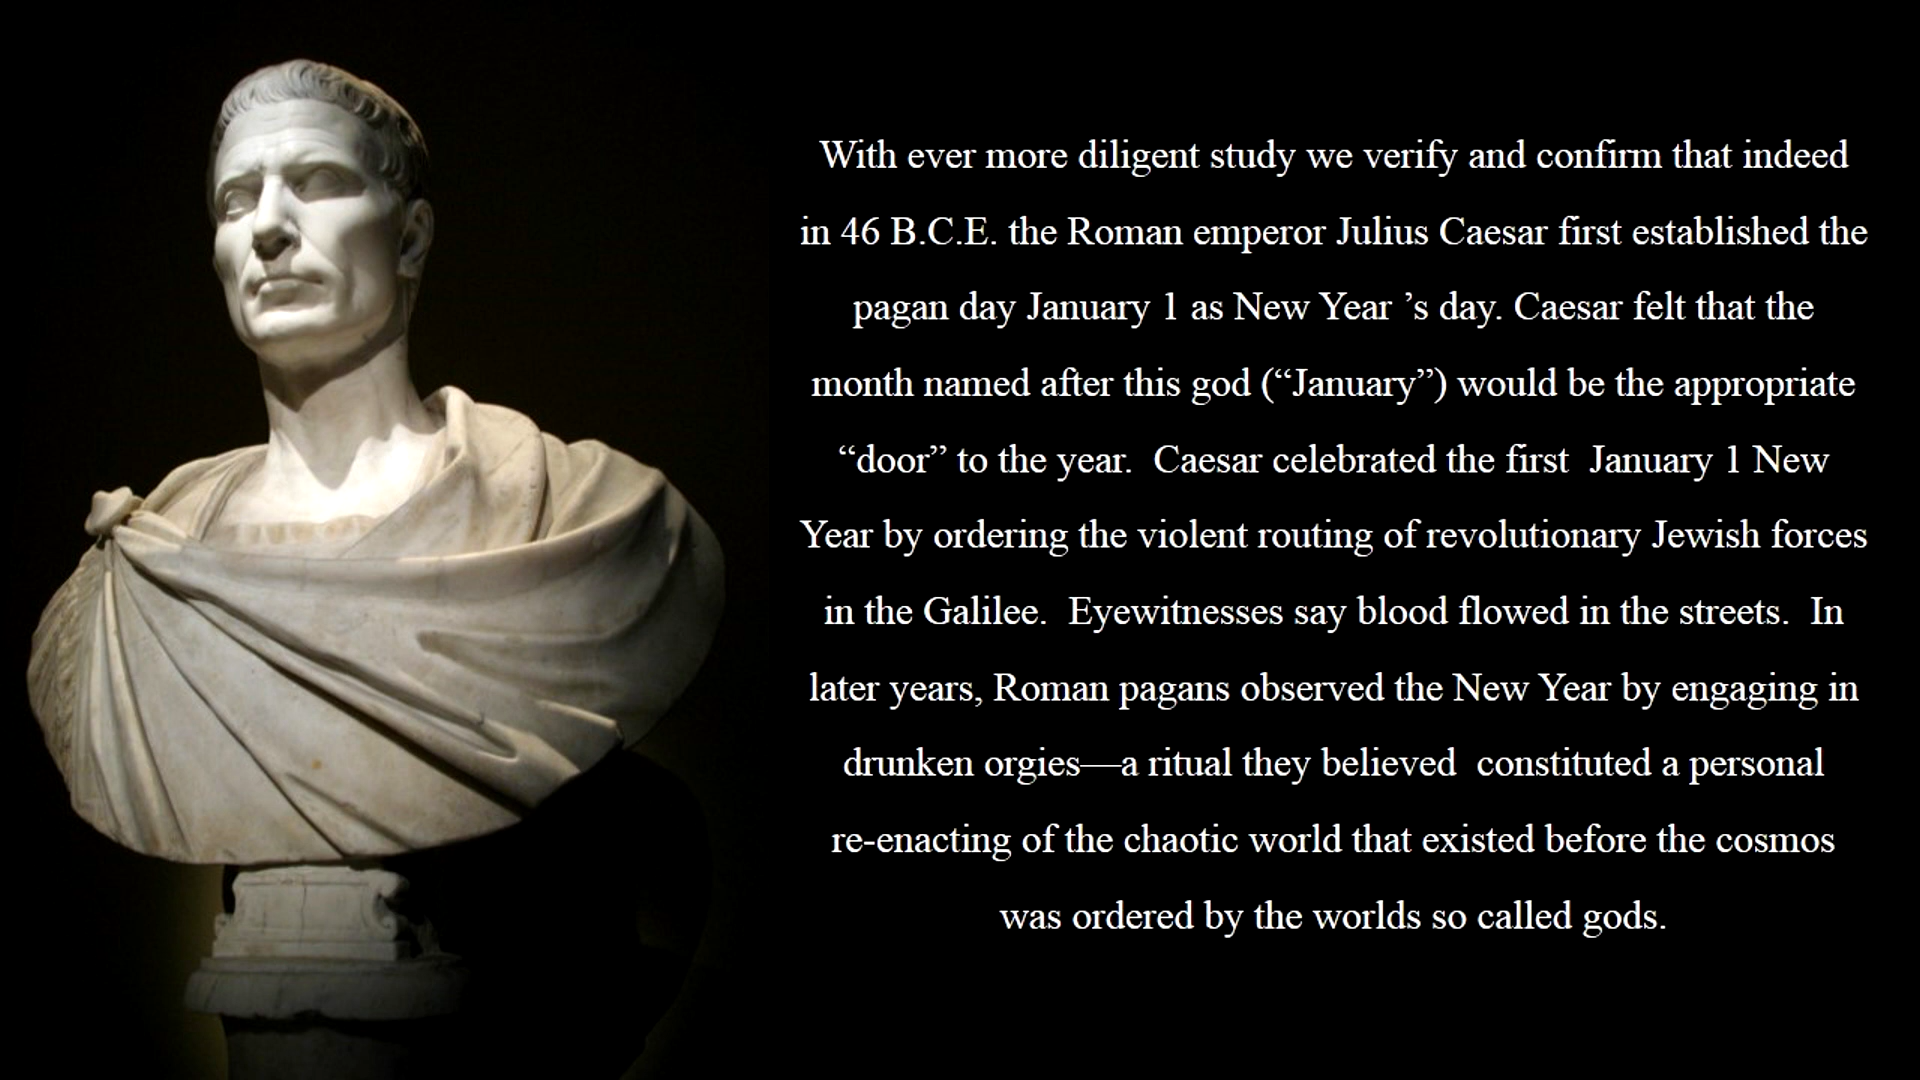 With ever more diligent study we verify and confirm that indeed
in 46 B.C.E. the Roman emperor Julius Caesar first established the
pagan day January 1 as New Year ’s day. Caesar felt that the
month named after this god (“January”) would be the appropriate
“door” to the year.  Caesar celebrated the first  January 1 New
Year by ordering the violent routing of revolutionary Jewish forces
in the Galilee.  Eyewitnesses say blood flowed in the streets.  In
later years, Roman pagans observed the New Year by engaging in
drunken orgies—a ritual they believed  constituted a personal
re-enacting of the chaotic world that existed before the cosmos
was ordered by the worlds so called gods.